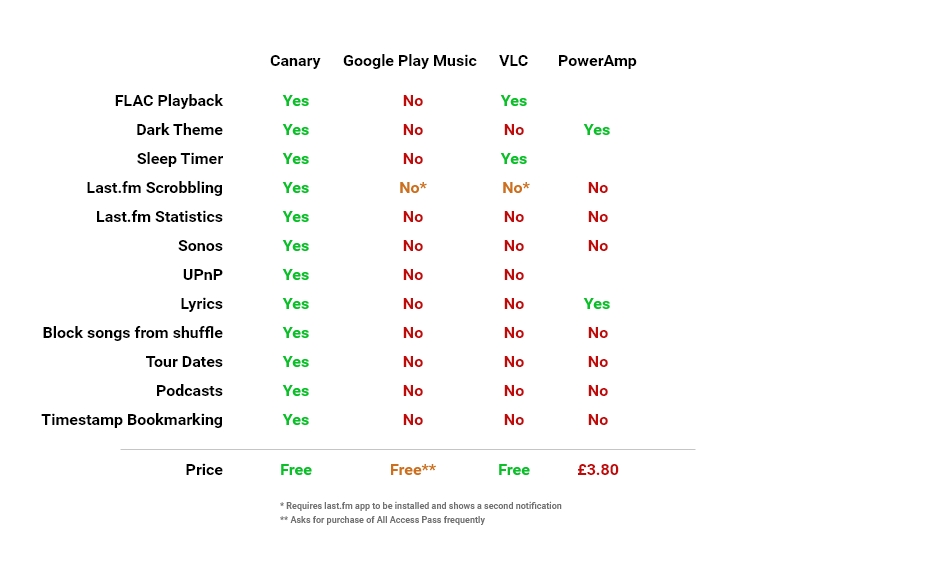 Canary Google Play Music VLC PowerAmp
FLAC Playback Yes No Yes
Dark Theme Yes No No Yes
Sleep Timer Yes No Yes
Last.fm Scrobbling Yes No* No* No
Last.fm Statistics Yes No No No
Sonos Yes No No No
UPnP Yes No No
Lyrics Yes No No Yes
Block songs from shuffle Yes No No No
Tour Dates Yes No No No
Podcasts Yes No No No
Timestamp Bookmarking Yes No No No
Price Free Free** Free £3.80
* Requires last.fm app to be installed and shows a second notification
** Asks for purchase of All Access Pass frequently